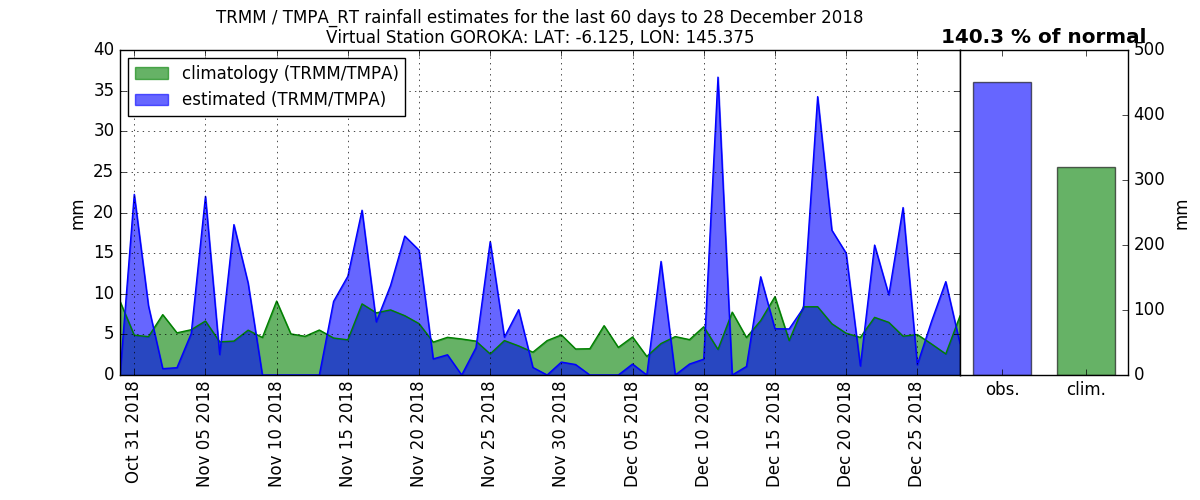 TRMM / TMPA_RT rainfall estimates for the last 60 days to 28 December 2018
Virtual Station GOROKA: LAT: -6.125, LON: 145.375
140.3 % of normal
climatology (TRMM/TMPA)
estimated (TRMM/TMPA)
40
35
30
25
20
15
10
5
0
mm
Oct 31 2018
Nov 05 2018
Nov 10 2018
Nov 15 2018
Nov 20 2018
Nov 25 2018
Nov 30 2018
Dec 05 2018
Dec 10 2018
Dec 15 2018
Dec 20 2018
Dec 25 2018
500
400
300
200
100
0
mm
obs.
clim.